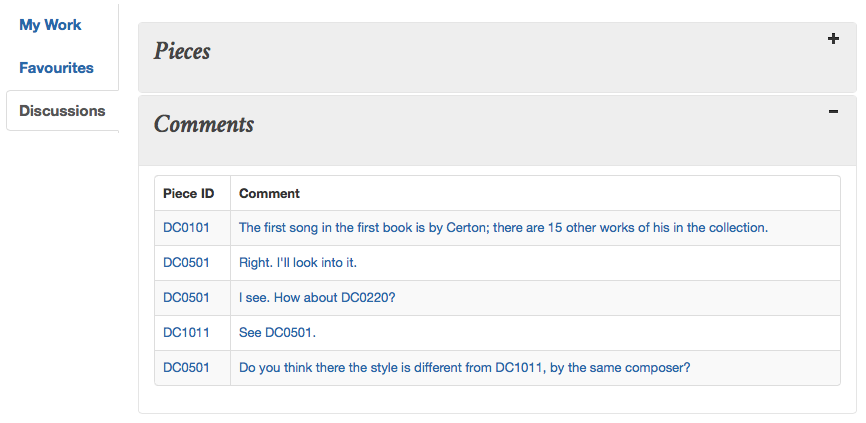 My Work
Favourites
Discussions
Pieces +
Comments -
Piece ID Comment
DC0101 The first song in the first book is by Certon; there are 15 other works of his in the collection.
DC0501 Right. I'll look into it.
DC0501 I see. How about DC0220?
DC1011 See DC0501.
DC0501 Do you think there the style is different from DC1011, by the same composer?